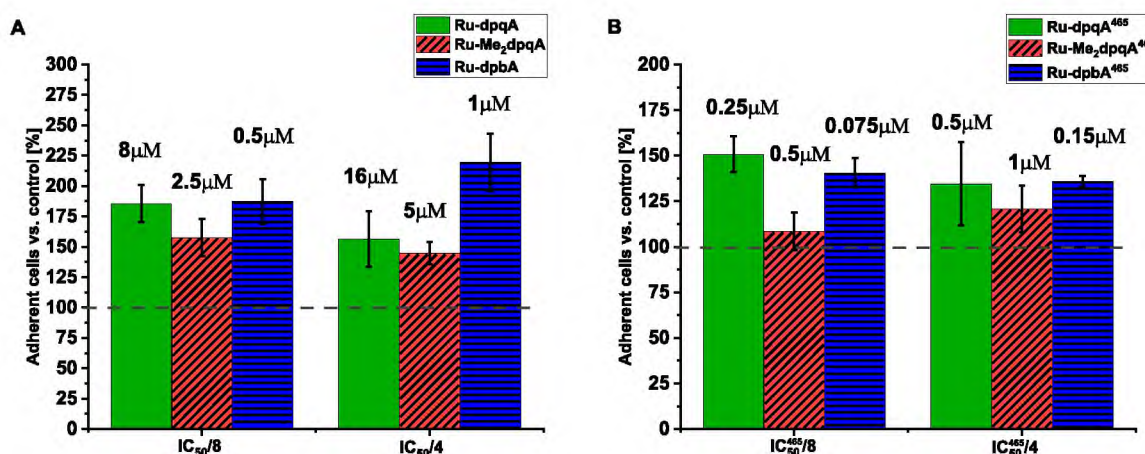 A
Ru-dpqA
Ru-Me₂dpqA
Ru-dpbA
Adherent cells vs. control [%]
300
275
250
225
200
175
150
125
100
75
50
25
0
8μM
2.5μM
0.5μM
16μM
5μM
1μM
IC₅₀/8
IC₅₀/4
B
Ru-dpqA⁴⁶⁵
Ru-Me₂dpqA⁴⁶
Ru-dpbA⁴⁶⁵
Adherent cells vs. control [%]
200
175
150
125
100
75
50
25
0
0.25μM
0.5μM
0.075μM
0.5μM
1μM
0.15μM
IC₅₀⁴⁶⁵/8
IC₅₀⁴⁶⁵/4